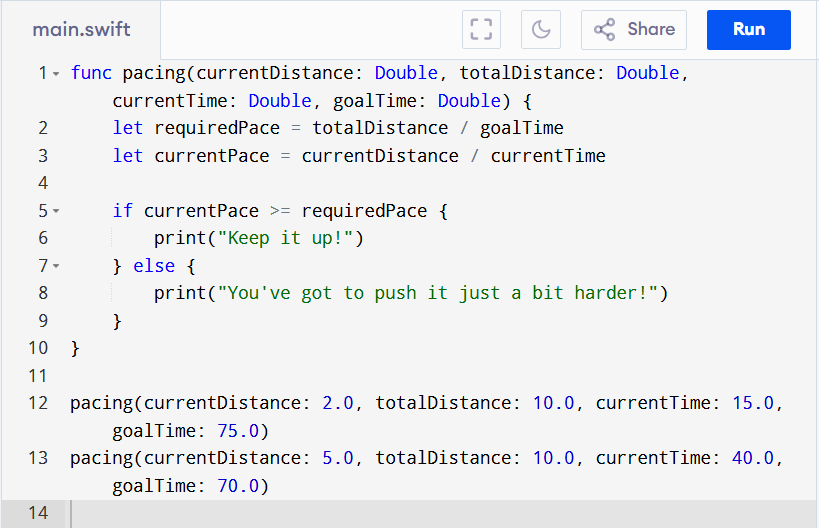 main.swift
Share
Run
1 func pacing(currentDistance: Double, totalDistance: Double,
currentTime: Double, goalTime: Double) {
2 let requiredPace = totalDistance / goalTime
3 let currentPace = currentDistance / currentTime
4
5 if currentPace >= requiredPace {
6 print("Keep it up!")
7 } else {
8 print("You've got to push it just a bit harder!")
9 }
10 }
11
12 pacing(currentDistance: 2.0, totalDistance: 10.0, currentTime: 15.0,
goalTime: 75.0)
13 pacing(currentDistance: 5.0, totalDistance: 10.0, currentTime: 40.0,
goalTime: 70.0)
14